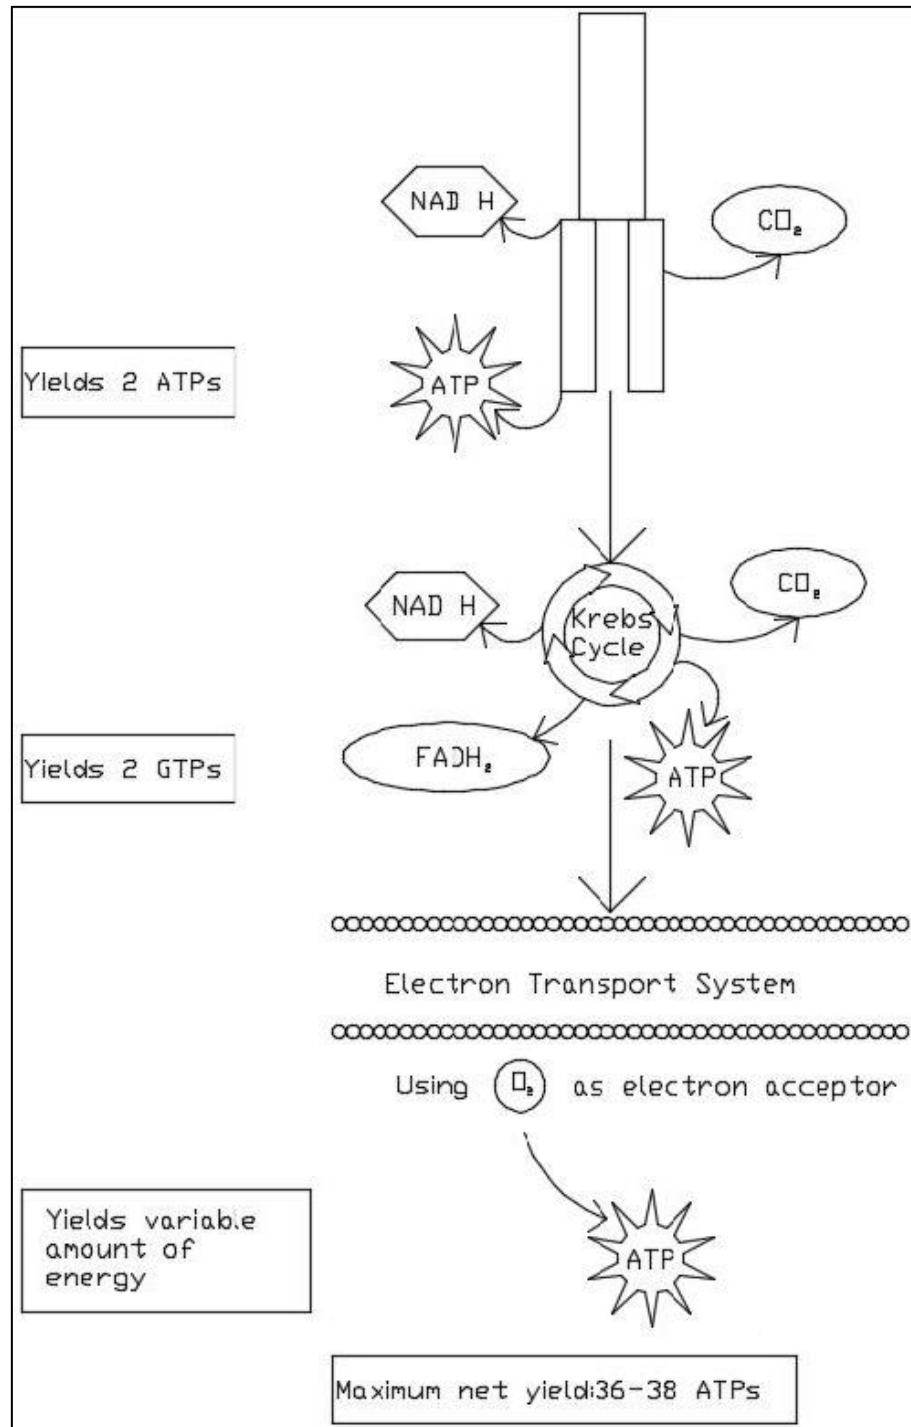 NAD H
CO₂
Yields 2 ATPs
ATP
NAD H
Krebs
Cycle
CO₂
Yields 2 GTPs
FADH₂
ATP
Electron Transport System
Using O₂ as electron acceptor
Yields variable
amount of
energy
ATP
Maximum net yield:36-38 ATPs